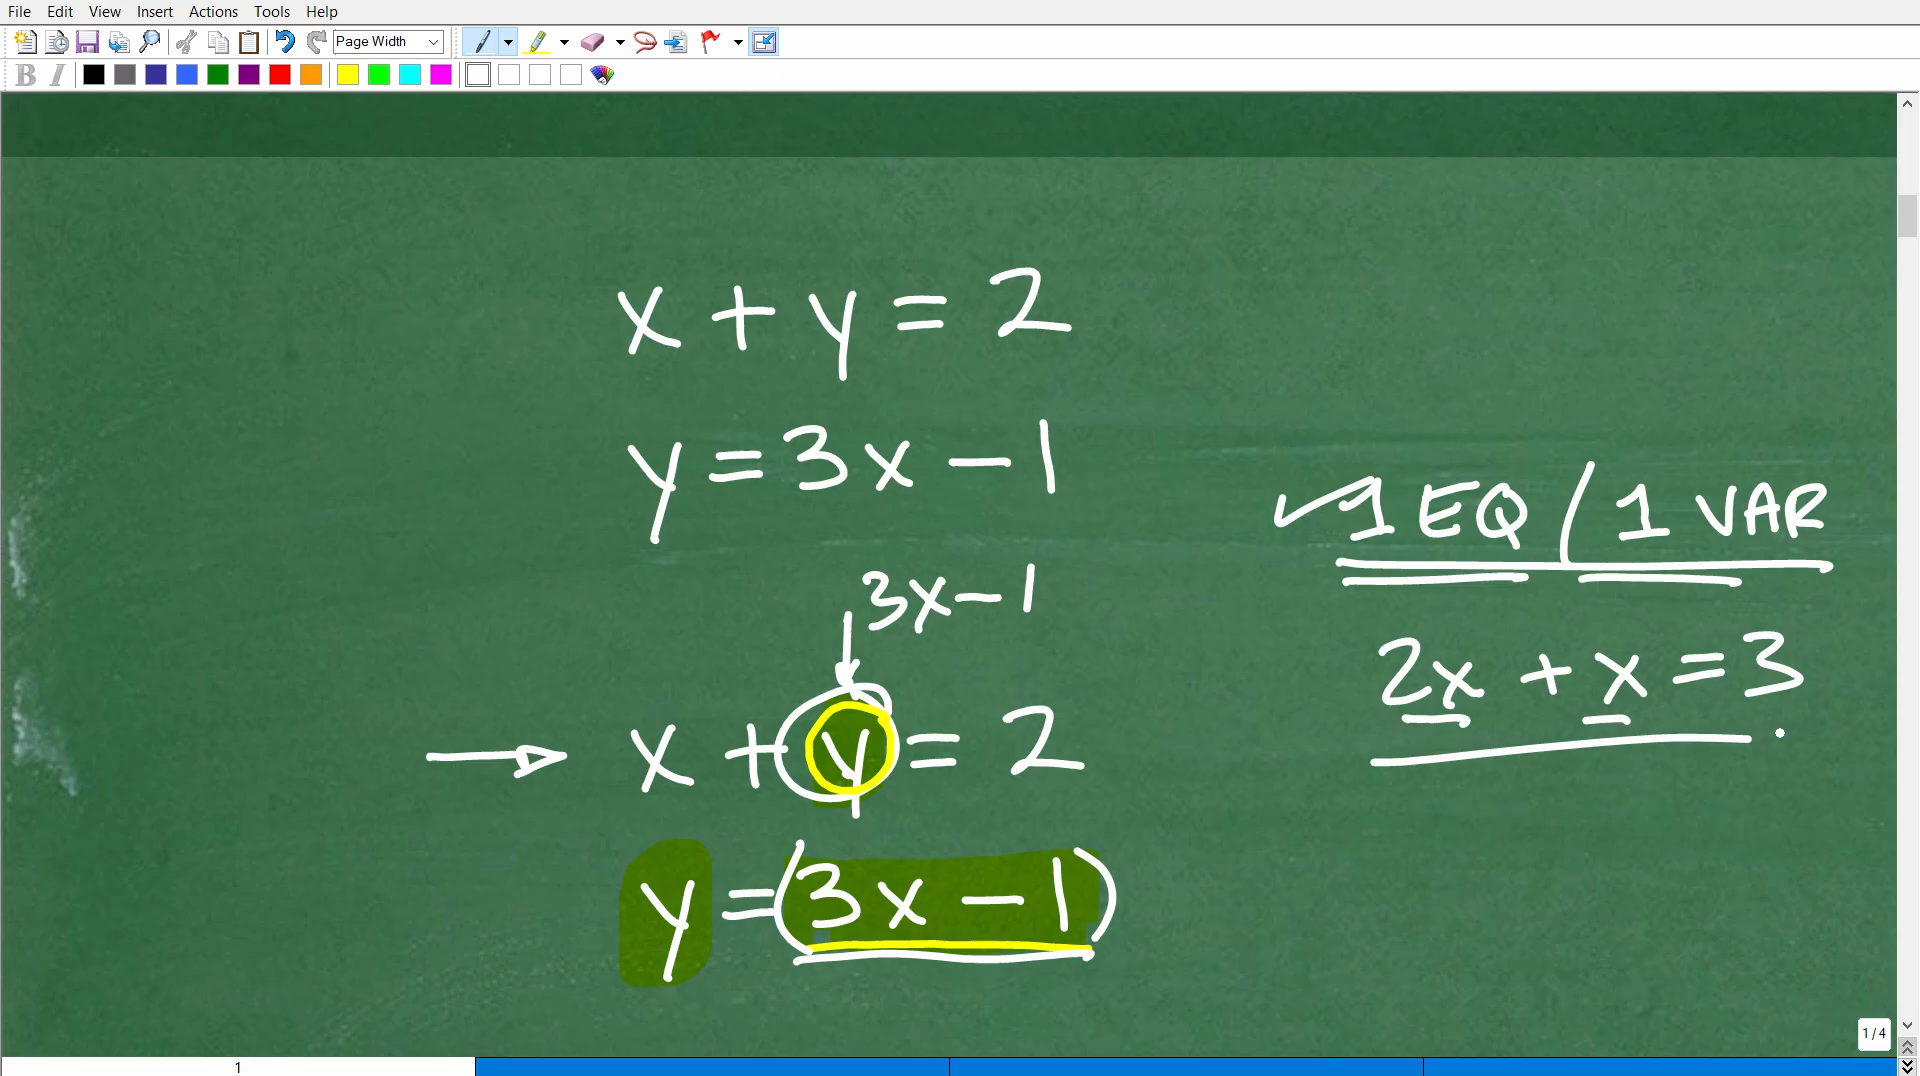 File Edit View Insert Actions Tools Help
Page Width
B I
x + y = 2
y = 3x - 1
1 EQ / 1 VAR
3x - 1
2x + x = 3
x + y = 2
y = (3x - 1)
1 / 4
1